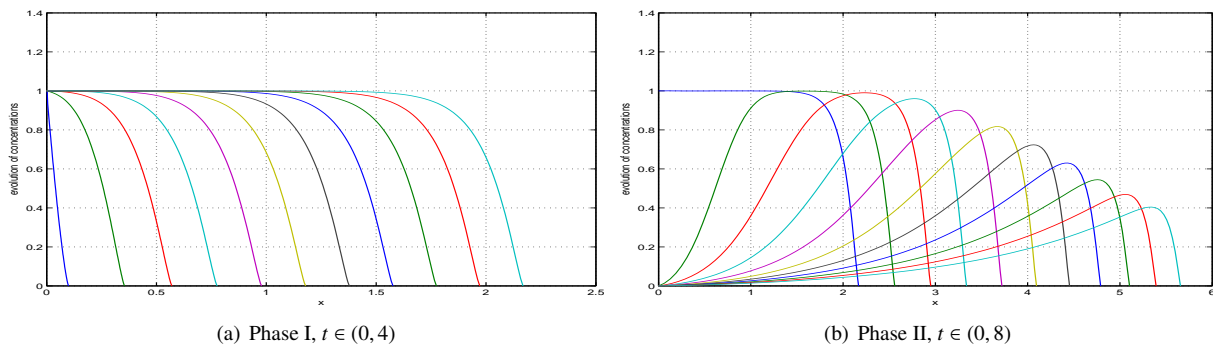 1.4
1.2
1
0.8
0.6
0.4
0.2
0
evolution of concentrations
0 0.5 1 1.5 2 2.5
x
(a) Phase I, t ∈ (0, 4)
1.4
1.2
1
0.8
0.6
0.4
0.2
0
evolution of concentrations
0 1 2 3 4 5 6
x
(b) Phase II, t ∈ (0, 8)